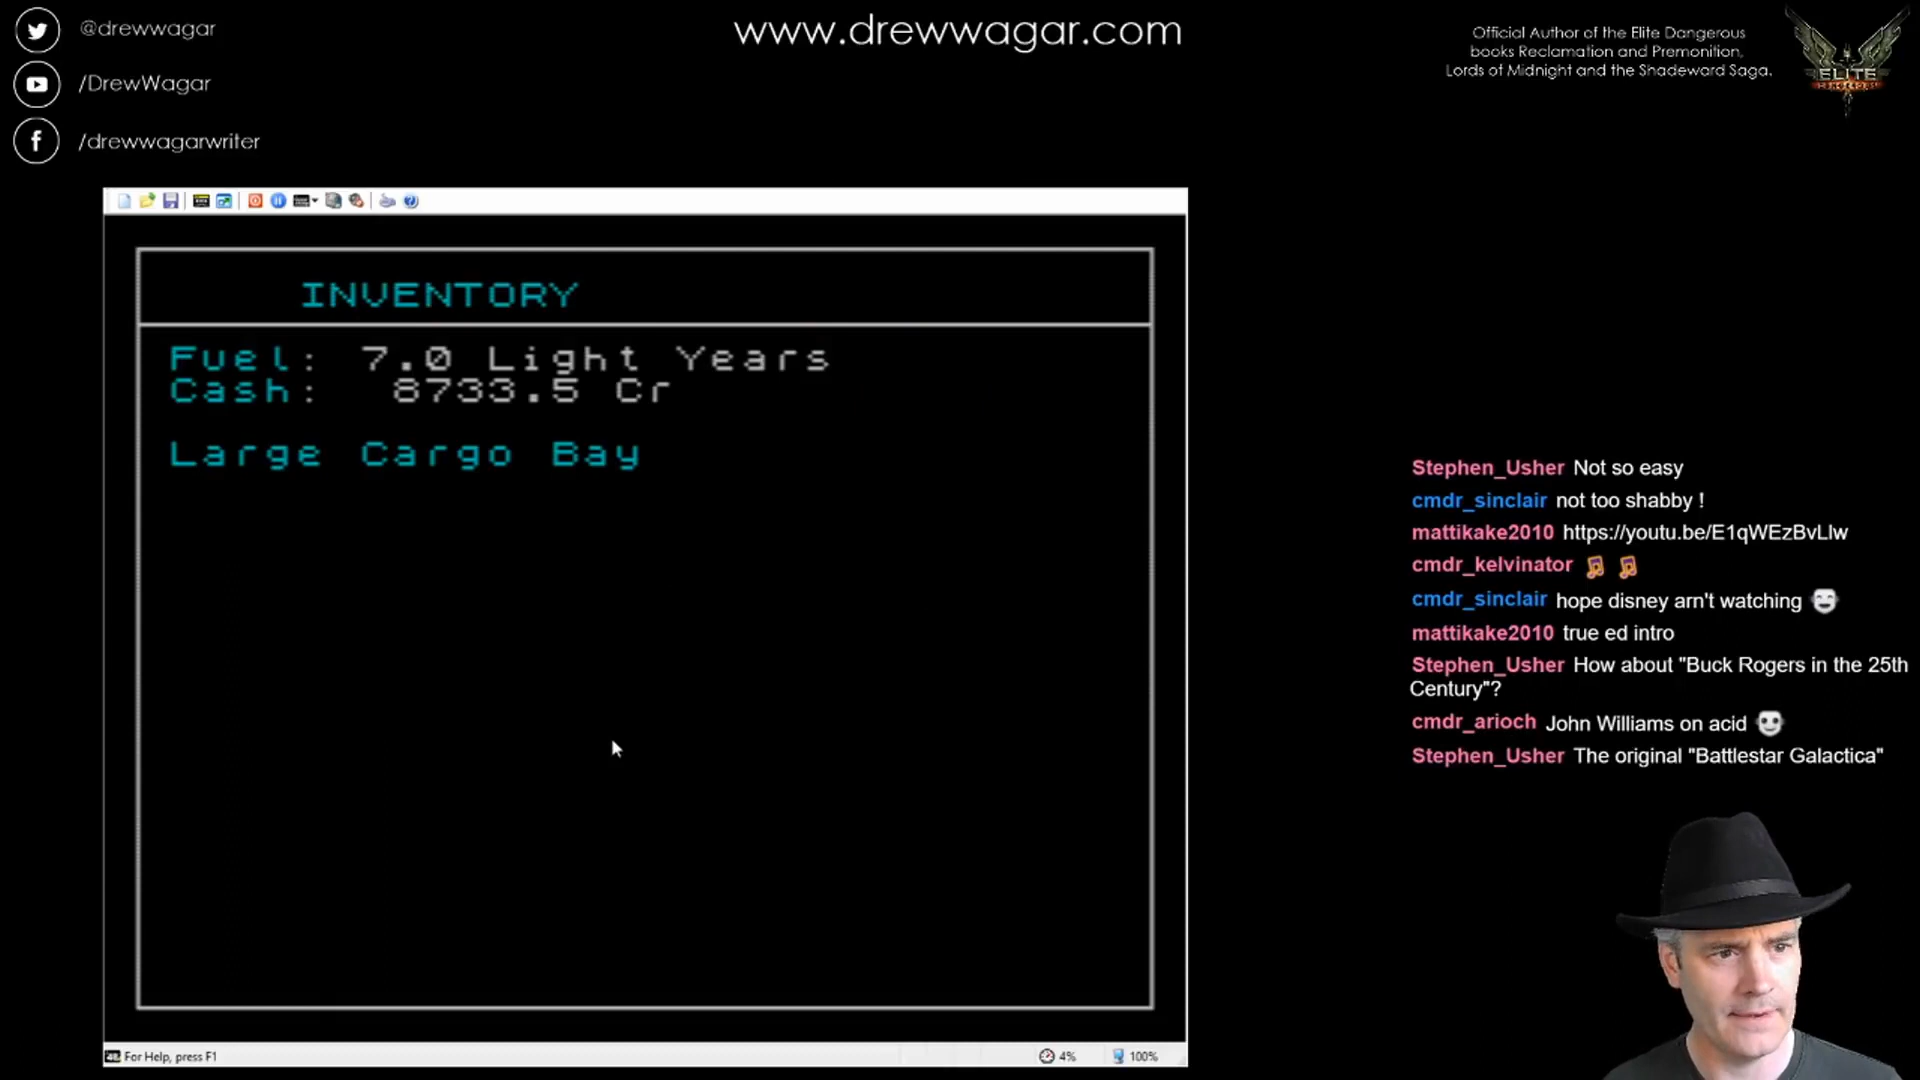 @drewwagar
/DrewWagar
/drewwagarwriter
www.drewwagar.com
Official Author of the Elite Dangerous
books Reclamation and Premonition,
Lords of Midnight and the Shadeward Saga.
ELITE
DANGEROUS
INVENTORY
Fuel: 7.0 Light Years
Cash: 8733.5 Cr
Large Cargo Bay
For Help, press F1
4%
100%
Stephen_Usher Not so easy
cmdr_sinclair not too shabby !
mattikake2010 https://youtu.be/E1qWEzBvLlw
cmdr_kelvinator
cmdr_sinclair hope disney arn't watching
mattikake2010 true ed intro
Stephen_Usher How about "Buck Rogers in the 25th
Century"?
cmdr_arioch John Williams on acid
Stephen_Usher The original "Battlestar Galactica"